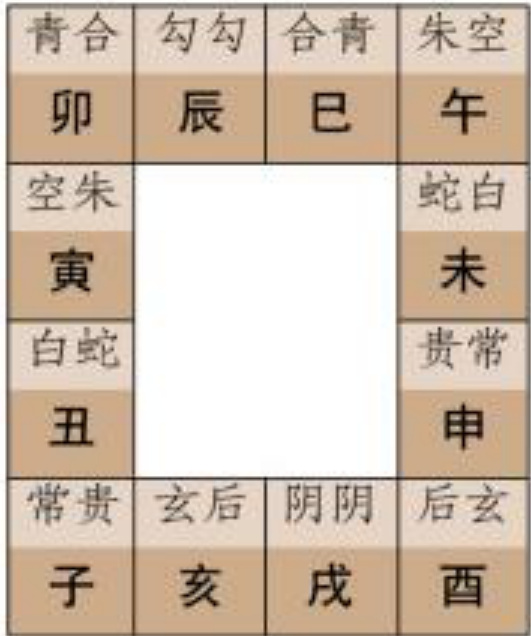 青合 勾勾 合青 朱空
卯 辰 巳 午
空朱 蛇白
寅 未
白蛇 贵常
丑 申
常贵 玄后 阴阴 后玄
子 亥 戌 酉